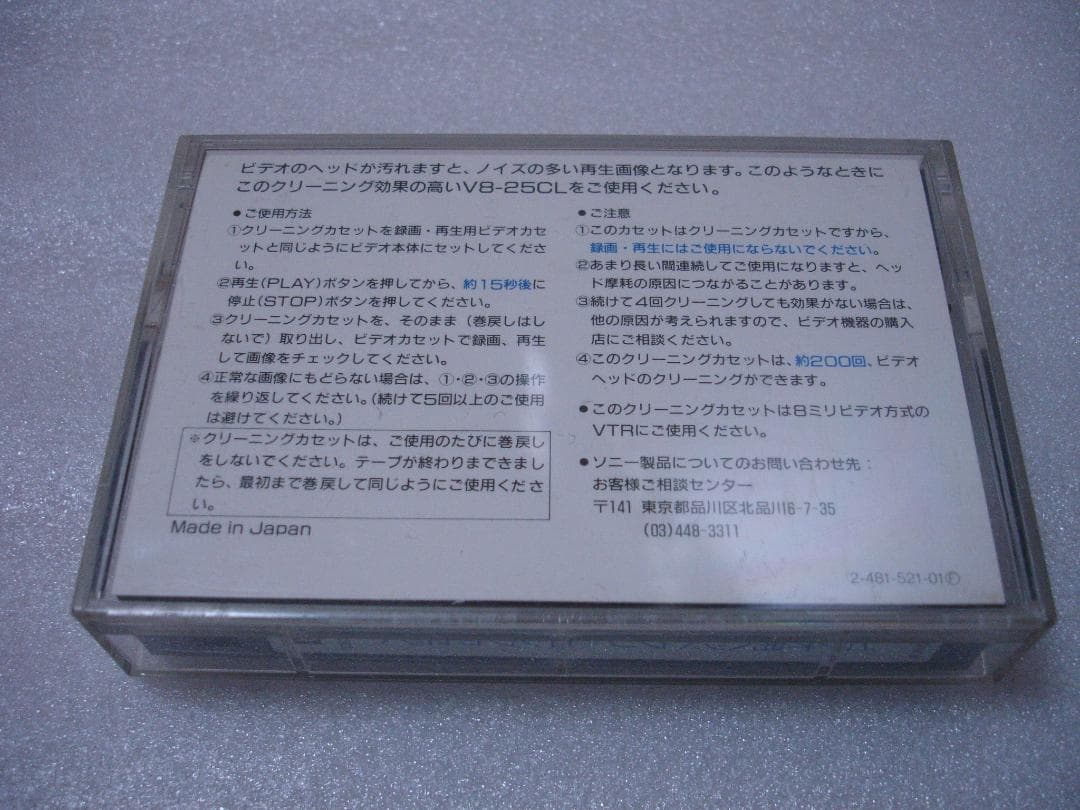 ビデオのヘッドが汚れますと、ノイズの多い再生画像となります。このようなときに
このクリーニング効果の高いV8-25CLをご使用ください。
●ご使用方法
①クリーニングカセットを録画・再生用ビデオカセ
ットと同じようにビデオ本体にセットしてくださ
い。
②再生(PLAY)ボタンを押してから、約15秒後に
停止(STOP)ボタンを押してください。
③クリーニングカセットを、そのまま(巻戻しはし
ないで)取り出し、ビデオカセットで録画、再生
して画像をチェックしてください。
④正常な画像にもどらない場合は、①・②・③の操作
を繰り返してください。(続けて5回以上のご使用
は避けてください。)
※クリーニングカセットは、ご使用のたびに巻戻し
をしないでください。テープが終わりまできまし
たら、最初まで巻戻して同じようにご使用くださ
い。
Made in Japan
●ご注意
①このカセットはクリーニングカセットですから、
録画・再生にはご使用にならないでください。
②あまり長い間連続してご使用になりますと、ヘッ
ド摩耗の原因につながることがあります。
③続けて4回クリーニングしても効果がない場合は、
他の原因が考えられますので、ビデオ機器の購入
店にご相談ください。
④このクリーニングカセットは、約200回、ビデオ
ヘッドのクリーニングができます。
●このクリーニングカセットは8ミリビデオ方式の
VTRにご使用ください。
●ソニー製品についてのお問い合わせ先：
お客様ご相談センター
〒141 東京都品川区北品川6-7-35
(03)448-3311
2-481-521-01Ⓕ